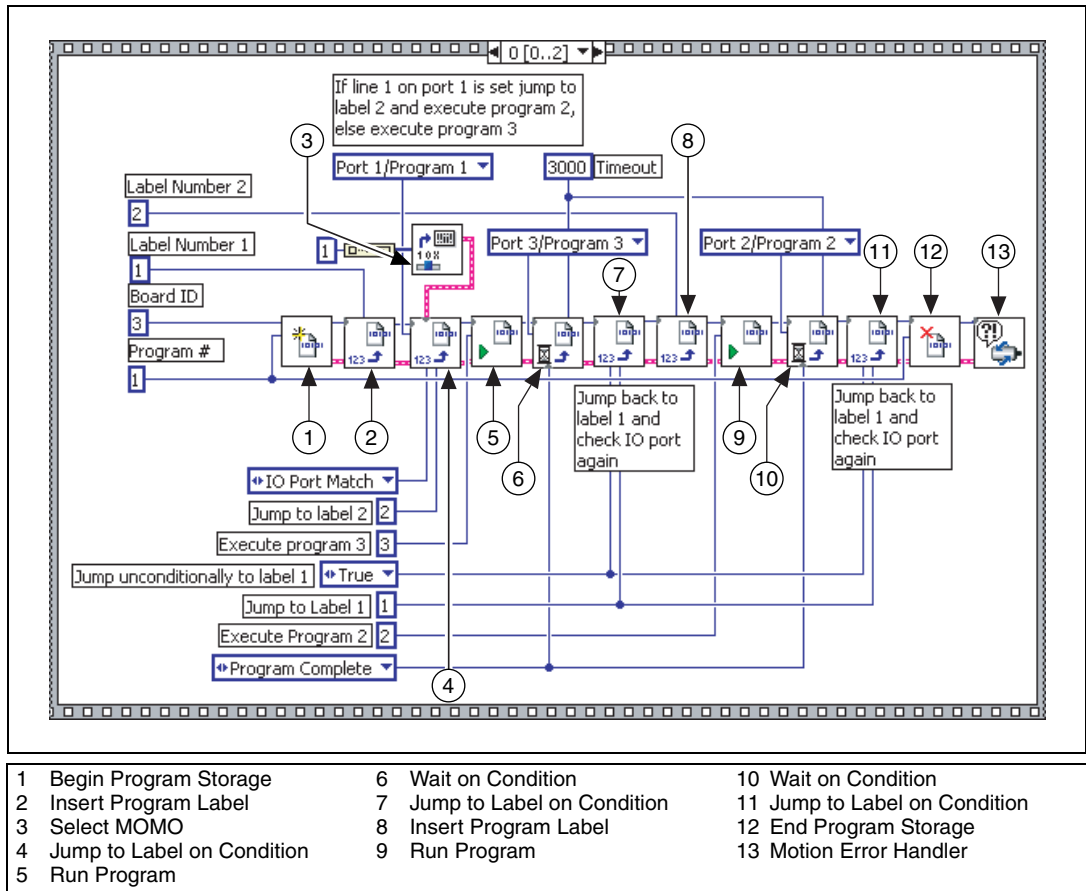 0 [0..2]
If line 1 on port 1 is set jump to
label 2 and execute program 2,
else execute program 3
3
8
Port 1/Program 1
3000 Timeout
Label Number 2
2
Label Number 1
1
1
Port 3/Program 3
Port 2/Program 2
7
11
12
13
Board ID
3
Program #
1
123
123
123
123
123
1
2
5
6
9
10
Jump back to
label 1 and
check IO port
again
Jump back to
label 1 and
check IO port
again
IO Port Match
Jump to label 2 2
Execute program 3 3
Jump unconditionally to label 1 True
Jump to Label 1 1
Execute Program 2 2
Program Complete
4
1 Begin Program Storage
2 Insert Program Label
3 Select MOMO
4 Jump to Label on Condition
5 Run Program
6 Wait on Condition
7 Jump to Label on Condition
8 Insert Program Label
9 Run Program
10 Wait on Condition
11 Jump to Label on Condition
12 End Program Storage
13 Motion Error Handler